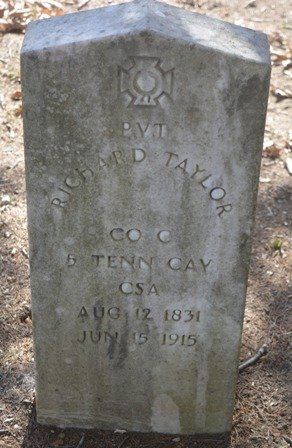 PVT
RICHARD TAYLOR
CO C
5 TENN CAV
CSA
AUG 12 1831
JUN 15 1915